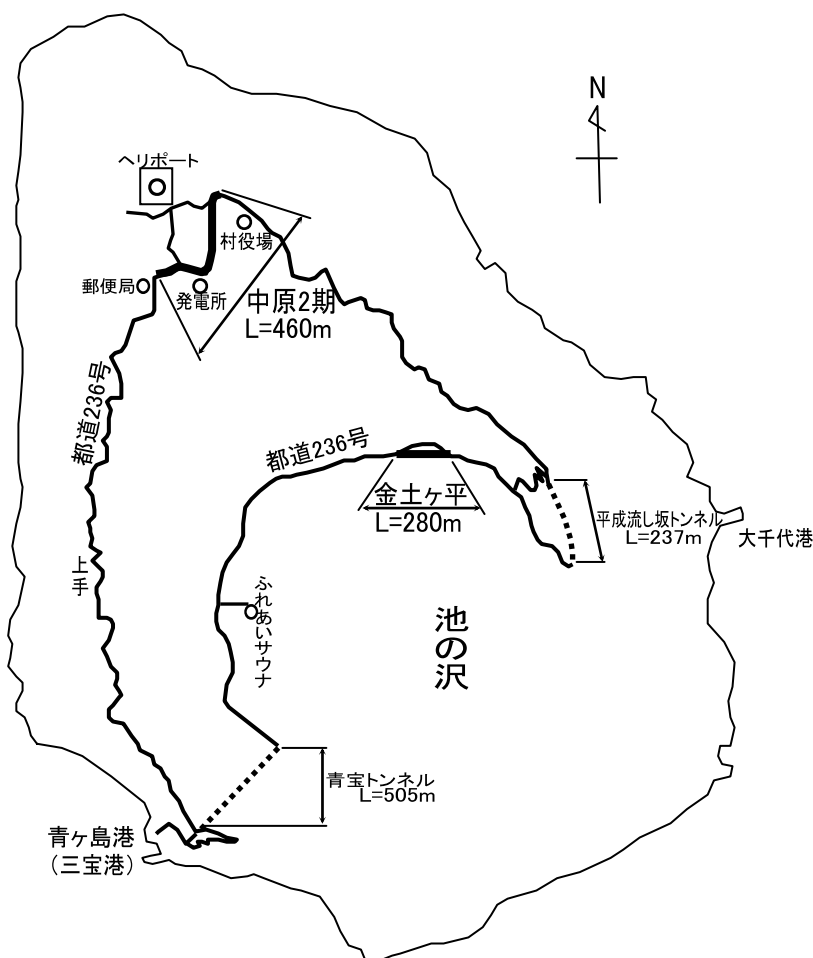 N
ヘリポート
村役場
郵便局
発電所
中原2期
L=460m
都道236号
都道236号
金土ヶ平
L=280m
平成流し坂トンネル
L=237m
大千代港
上手
ふれあいサウナ
池の沢
青宝トンネル
L=505m
青ヶ島港
（三宝港）